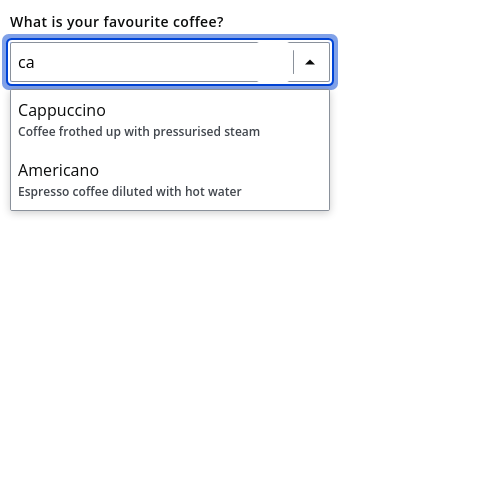 What is your favourite coffee?
ca
Cappuccino
Coffee frothed up with pressurised steam
Americano
Espresso coffee diluted with hot water